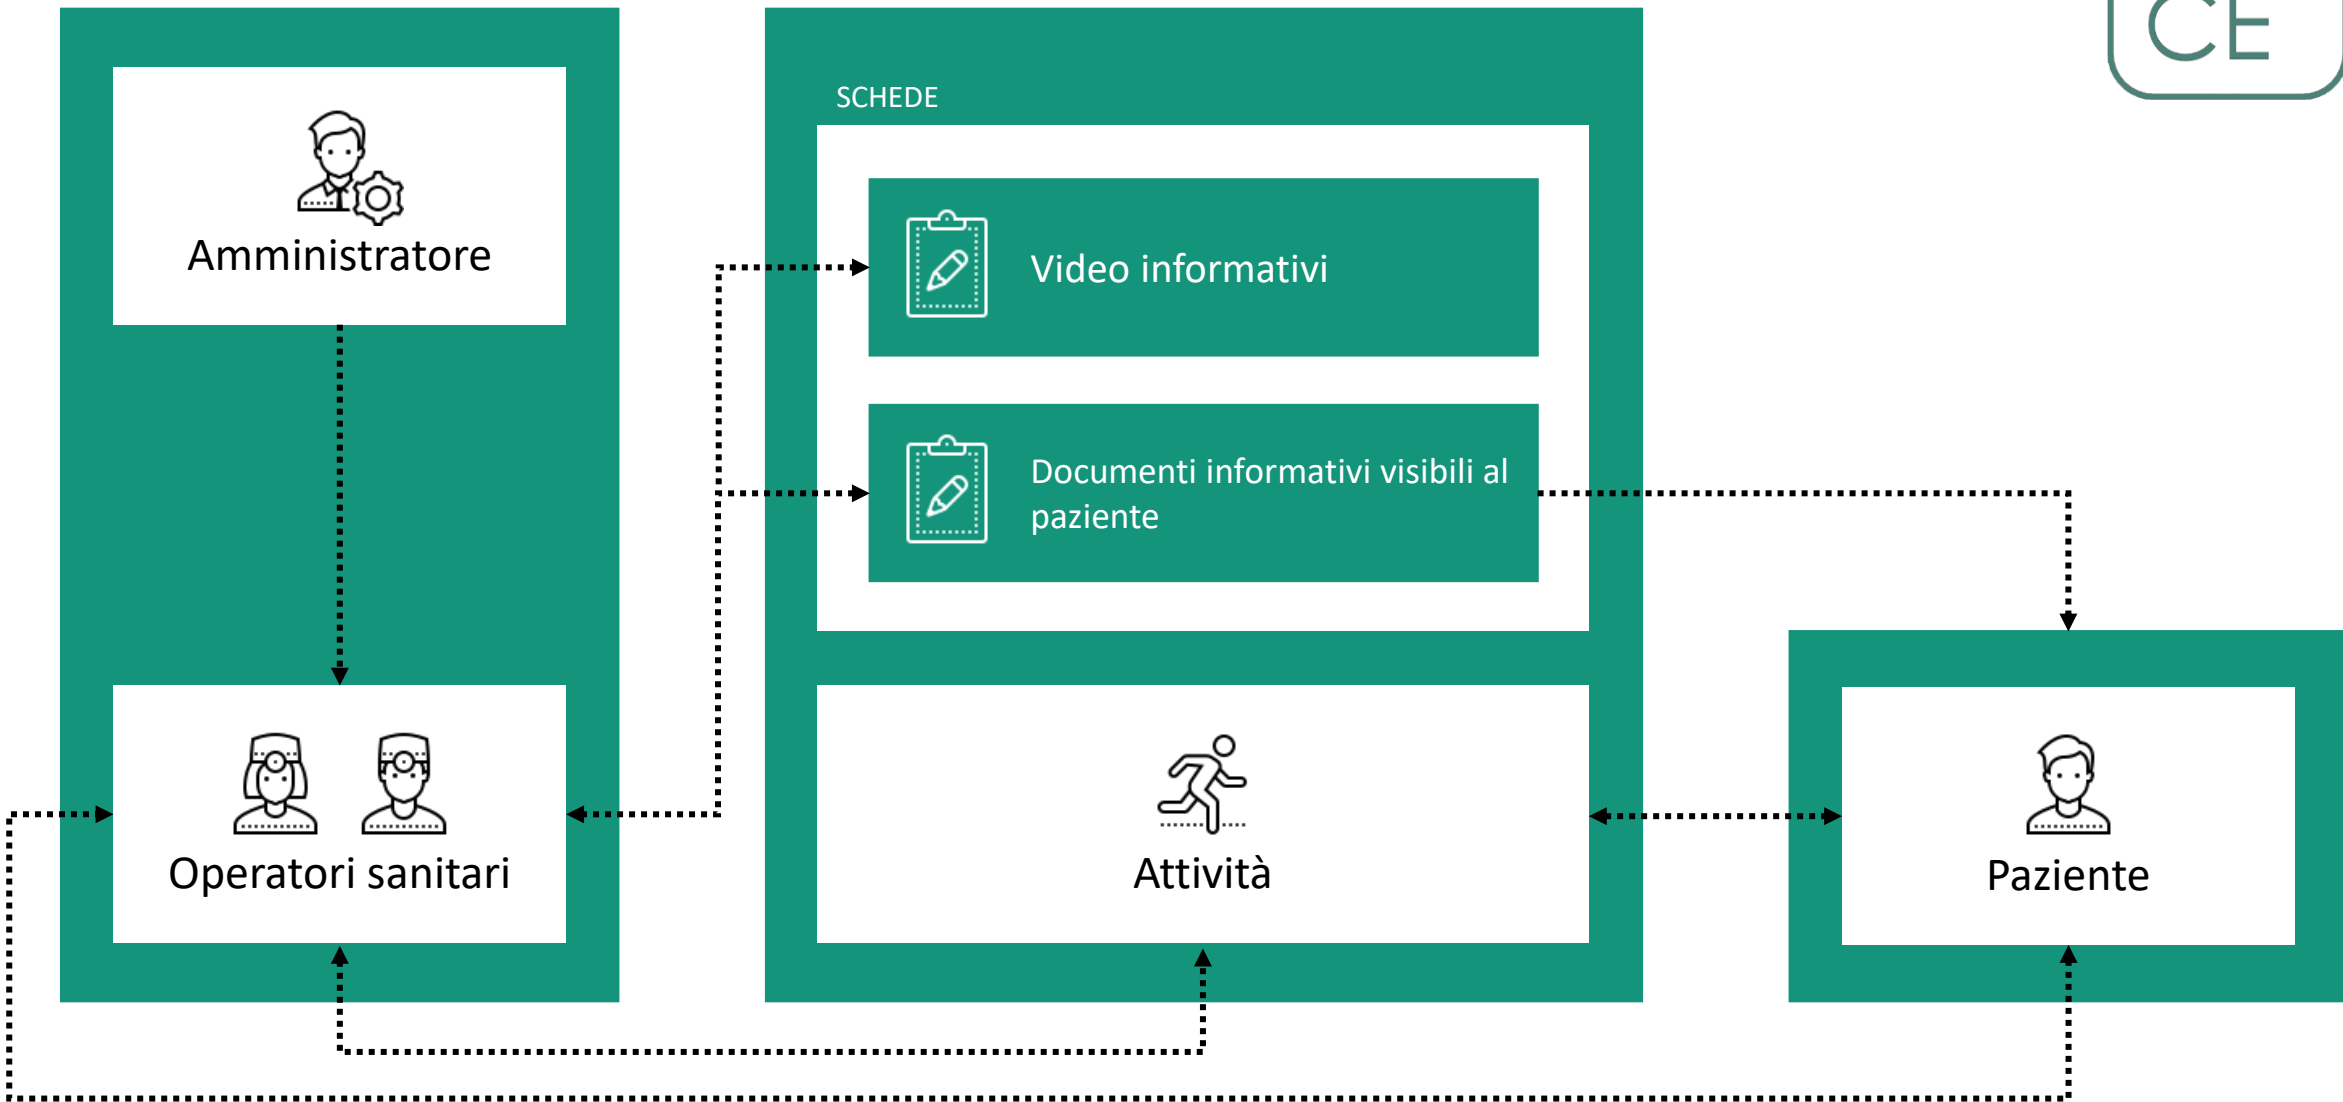 CE
SCHEDE
Amministratore
Video informativi
Documenti informativi visibili al
paziente
Operatori sanitari
Attività
Paziente